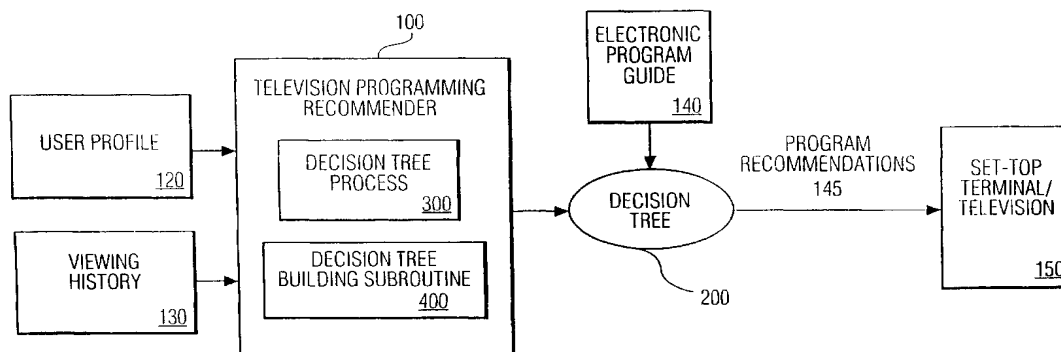 100
TELEVISION PROGRAMMING
RECOMMENDER
USER PROFILE
120
VIEWING
HISTORY
130
DECISION TREE
PROCESS
300
DECISION TREE
BUILDING SUBROUTINE
400
ELECTRONIC
PROGRAM
GUIDE
140
DECISION
TREE
200
PROGRAM
RECOMMENDATIONS
145
SET-TOP
TERMINAL/
TELEVISION
150